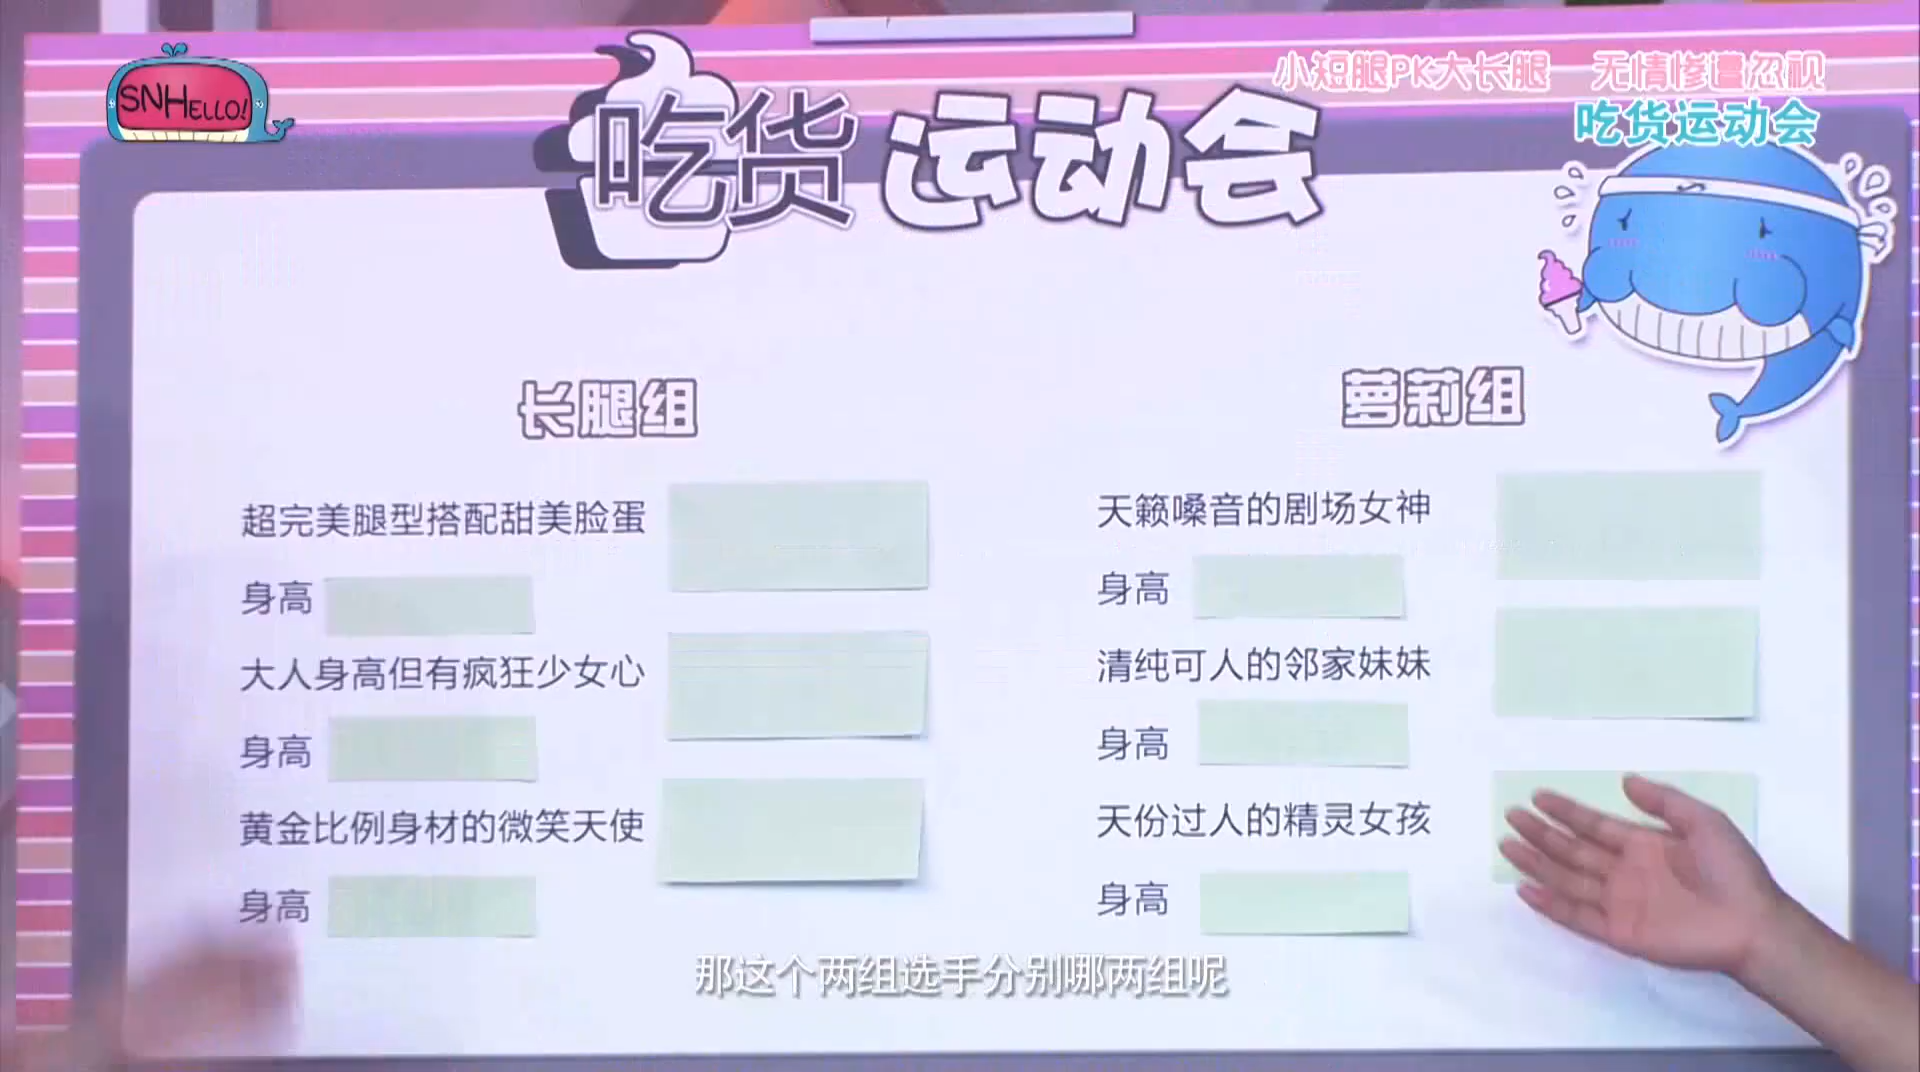 SNHELLO!
小短腿PK大长腿 无情惨遭忽视
吃货运动会
吃货运动会
长腿组
超完美腿型搭配甜美脸蛋
身高
大人身高但有疯狂少女心
身高
黄金比例身材的微笑天使
身高
萝莉组
天籁嗓音的剧场女神
身高
清纯可人的邻家妹妹
身高
天份过人的精灵女孩
身高
那这个两组选手分别哪两组呢